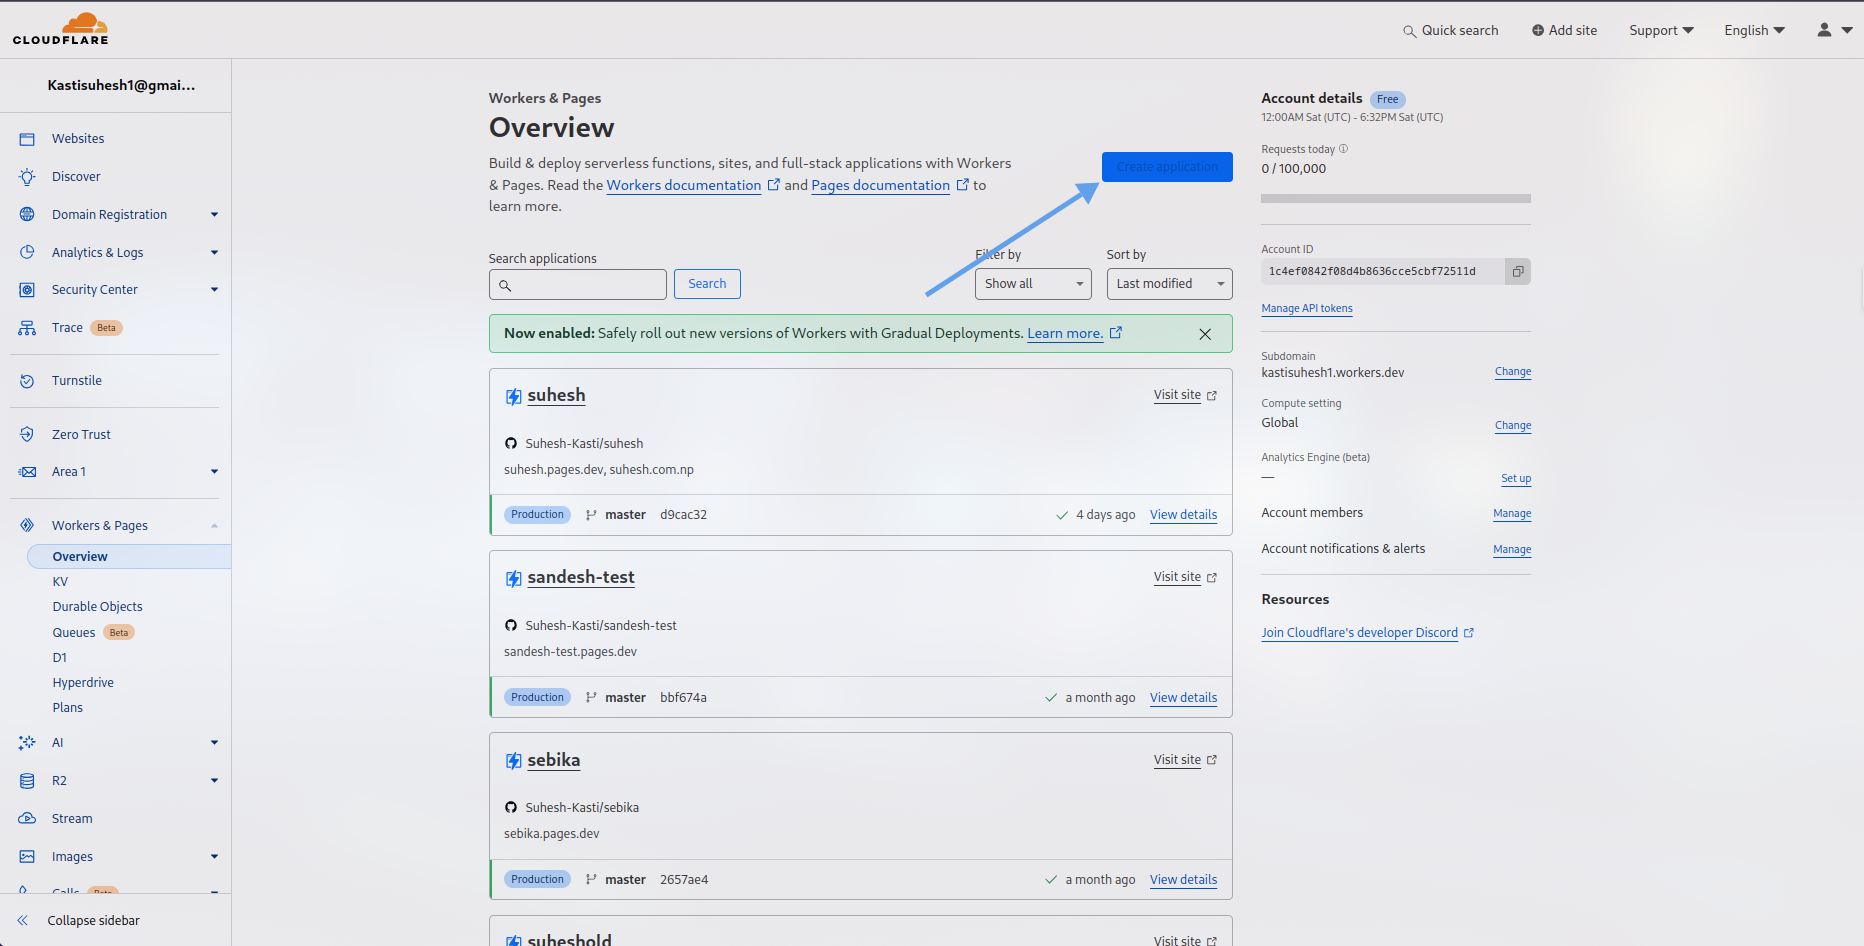 CLOUDFLARE
Quick search
Add site
Support
English
Kastisuhesh1@gmai...
Websites
Discover
Domain Registration
Analytics & Logs
Security Center
Trace Beta
Turnstile
Zero Trust
Area 1
Workers & Pages
Overview
KV
Durable Objects
Queues Beta
D1
Hyperdrive
Plans
AI
R2
Stream
Images
Calls Beta
Collapse sidebar
Workers & Pages
Overview
Build & deploy serverless functions, sites, and full-stack applications with Workers
& Pages. Read the Workers documentation and Pages documentation to
learn more.
Create application
Search applications
Search
Filter by
Show all
Sort by
Last modified
Now enabled: Safely roll out new versions of Workers with Gradual Deployments. Learn more.
suhesh
Visit site
Suhesh-Kasti/suhesh
suhesh.pages.dev, suhesh.com.np
Production master d9cac32 4 days ago View details
sandesh-test
Visit site
Suhesh-Kasti/sandesh-test
sandesh-test.pages.dev
Production master bbf674a a month ago View details
sebika
Visit site
Suhesh-Kasti/sebika
sebika.pages.dev
Production master 2657ae4 a month ago View details
suheshold
Visit site
Account details Free
12:00AM Sat (UTC) - 6:32PM Sat (UTC)
Requests today
0 / 100,000
Account ID
1c4ef0842f08d4b8636cce5cbf72511d
Manage API tokens
Subdomain
kastisuhesh1.workers.dev
Change
Compute setting
Global
Change
Analytics Engine (beta)
—
Set up
Account members
Manage
Account notifications & alerts
Manage
Resources
Join Cloudflare's developer Discord